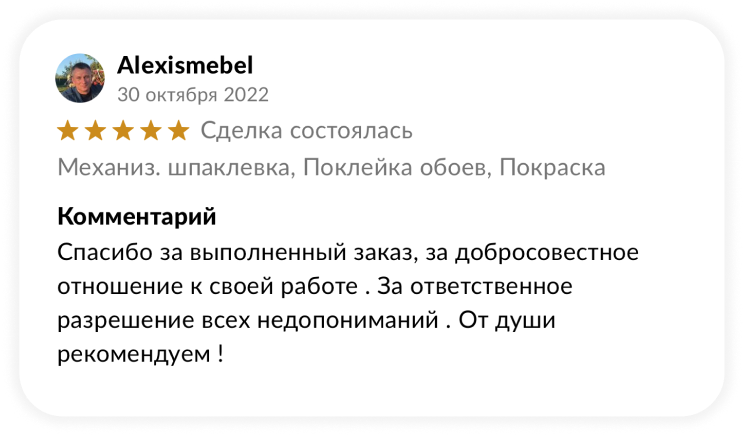 Alexismebel
30 октября 2022
Сделка состоялась
Механиз. шпаклевка, Поклейка обоев, Покраска
Комментарий
Спасибо за выполненный заказ, за добросовестное
отношение к своей работе . За ответственное
разрешение всех недопониманий . От души
рекомендуем !